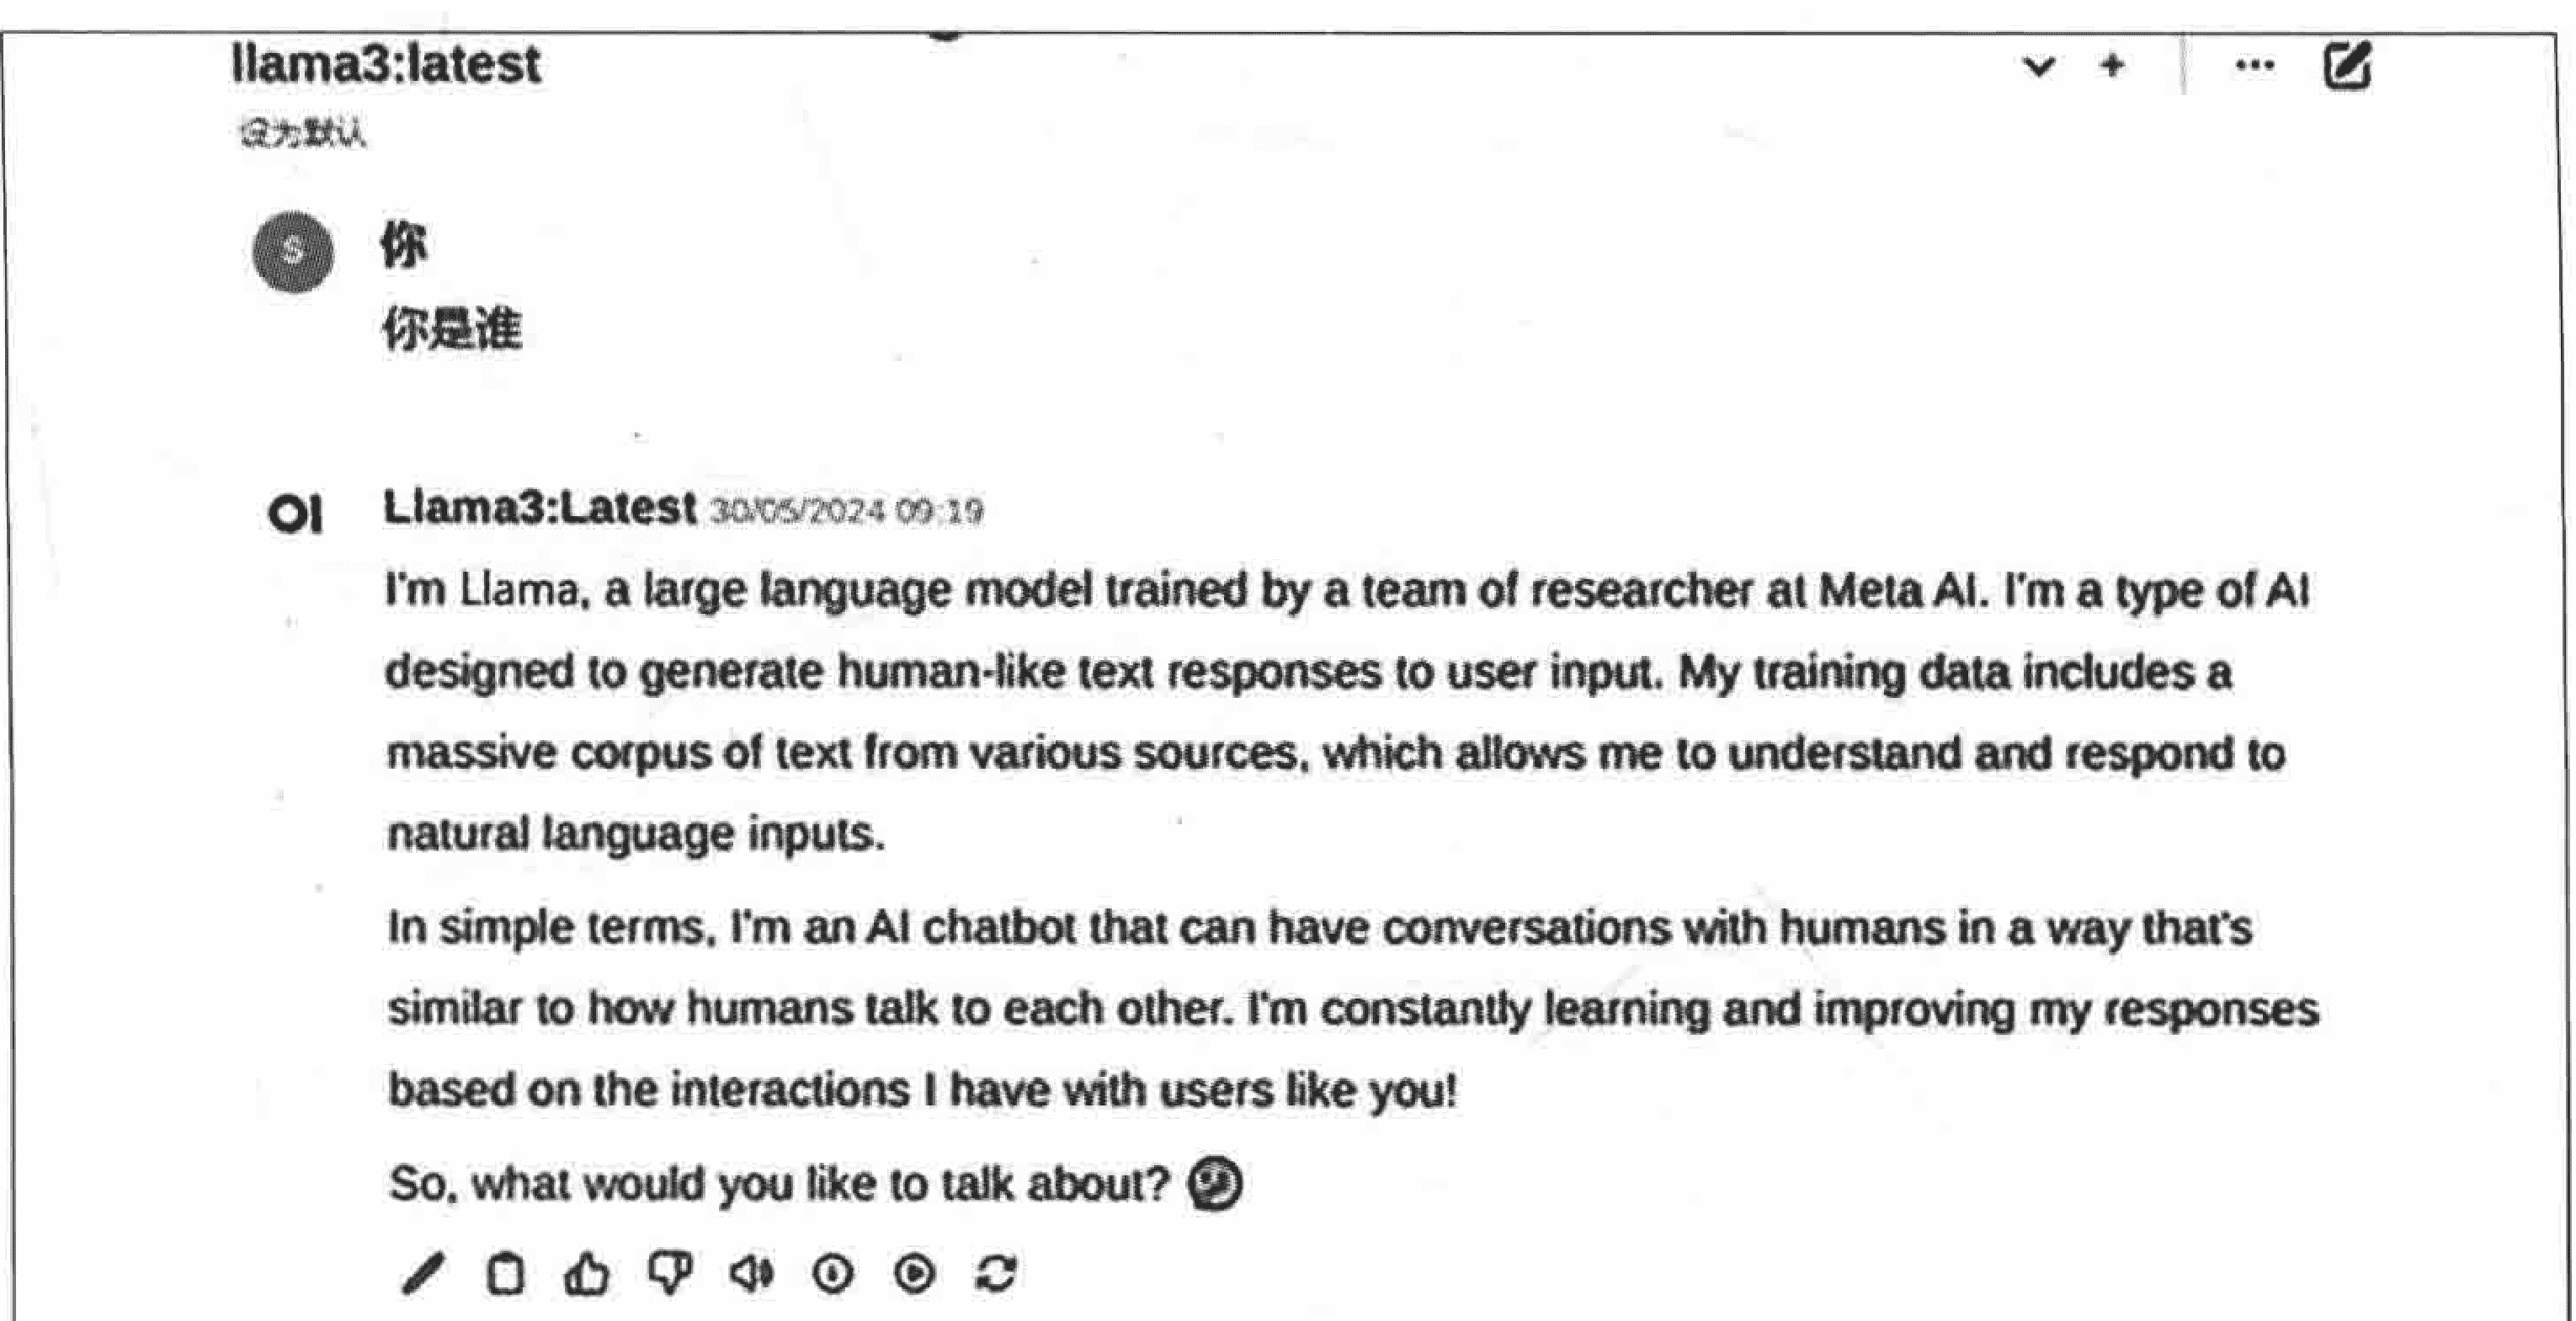 llama3:latest
设为默认
S
你
你是谁
OI
Llama3:Latest 30/05/2024 09:19
I'm Llama, a large language model trained by a team of researcher at Meta AI. I'm a type of AI
designed to generate human-like text responses to user input. My training data includes a
massive corpus of text from various sources, which allows me to understand and respond to
natural language inputs.
In simple terms, I'm an AI chatbot that can have conversations with humans in a way that's
similar to how humans talk to each other. I'm constantly learning and improving my responses
based on the interactions I have with users like you!
So, what would you like to talk about?